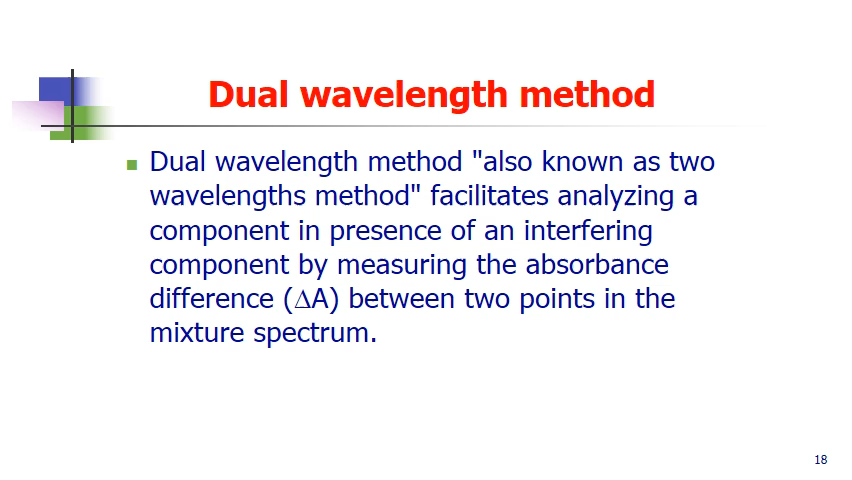 Dual wavelength method
Dual wavelength method "also known as two
wavelengths method" facilitates analyzing a
component in presence of an interfering
component by measuring the absorbance
difference (∆A) between two points in the
mixture spectrum.
18